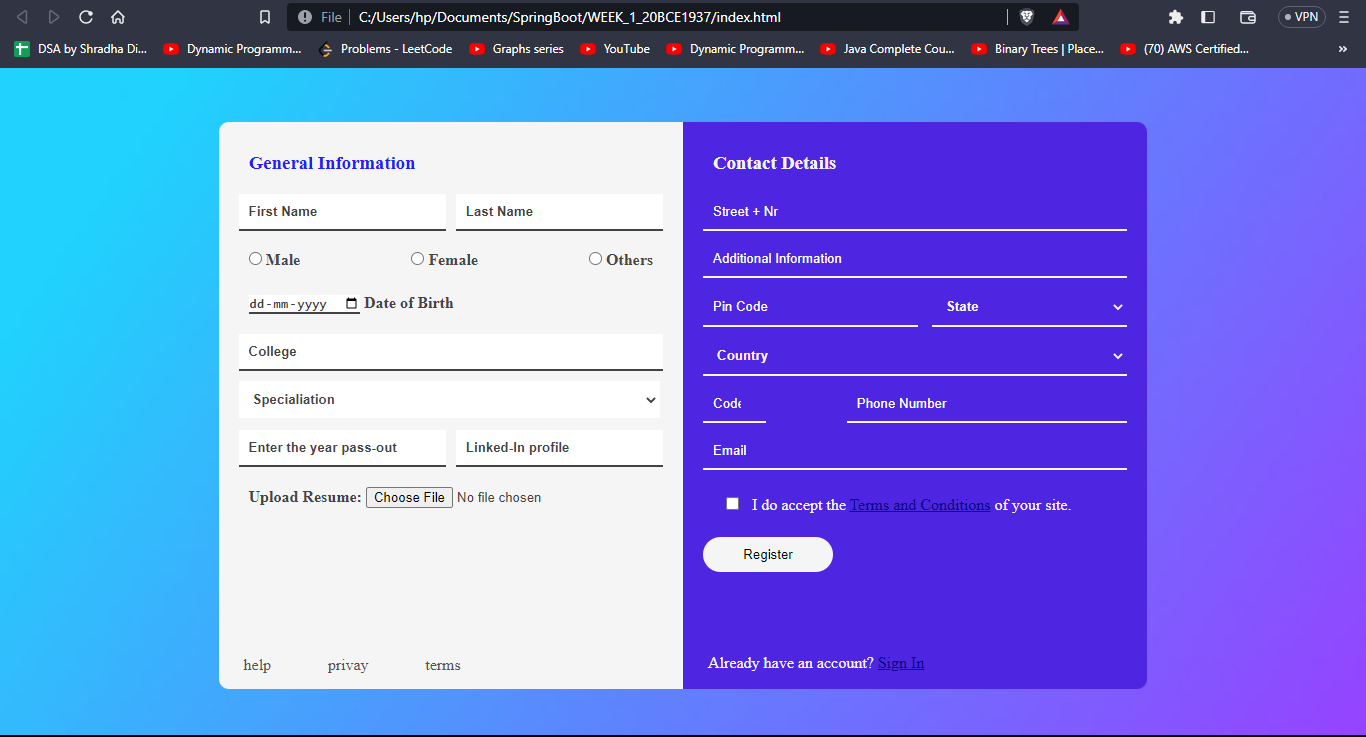 File C:/Users/hp/Documents/SpringBoot/WEEK_1_20BCE1937/index.html VPN
DSA by Shradha Di... Dynamic Programm... Problems - LeetCode Graphs series YouTube Dynamic Programm... Java Complete Cou... Binary Trees | Place... (70) AWS Certified... »
General Information
First Name Last Name
Male Female Others
dd-mm-yyyy Date of Birth
College
Specialiation
Enter the year pass-out Linked-In profile
Upload Resume: Choose File No file chosen
help privay terms
Contact Details
Street + Nr
Additional Information
Pin Code State
Country
Code Phone Number
Email
I do accept the Terms and Conditions of your site.
Register
Already have an account? Sign In